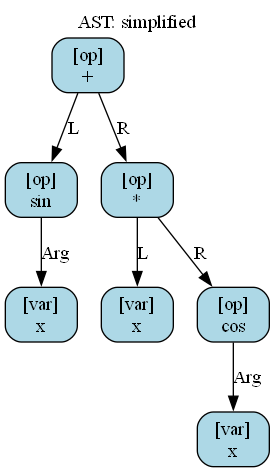 AST: simplified
[op]
+
L
R
[op]
sin
[op]
*
Arg
L
R
[var]
x
[var]
x
[op]
cos
Arg
[var]
x